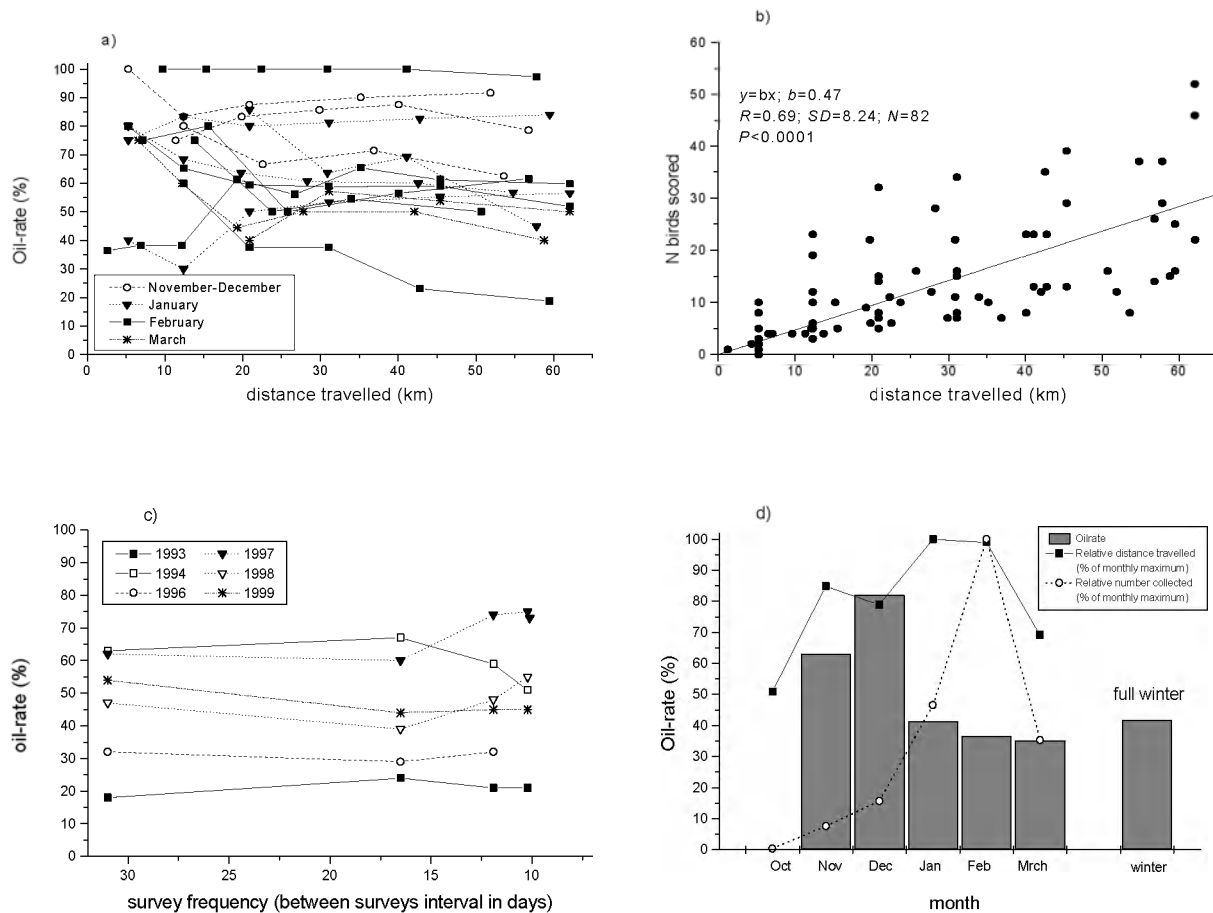 a)
Oil-rate (%)
100
90
80
70
60
50
40
30
20
10
0
November-December
January
February
March
0 10 20 30 40 50 60
distance travelled (km)
b)
N birds scored
60
50
40
30
20
10
0
y=bx; b=0.47
R=0.69; SD=8.24; N=82
P<0.0001
0 10 20 30 40 50 60
distance travelled (km)
c)
oil-rate (%)
100
90
80
70
60
50
40
30
20
10
0
1993 1997
1994 1998
1996 1999
30 25 20 15 10
survey frequency (between surveys interval in days)
d)
Oil-rate (%)
100
90
80
70
60
50
40
30
20
10
0
Oilrate
Relative distance travelled
(% of monthly maximum)
Relative number collected
(% of monthly maximum)
full winter
Oct Nov Dec Jan Feb Mrch winter
month